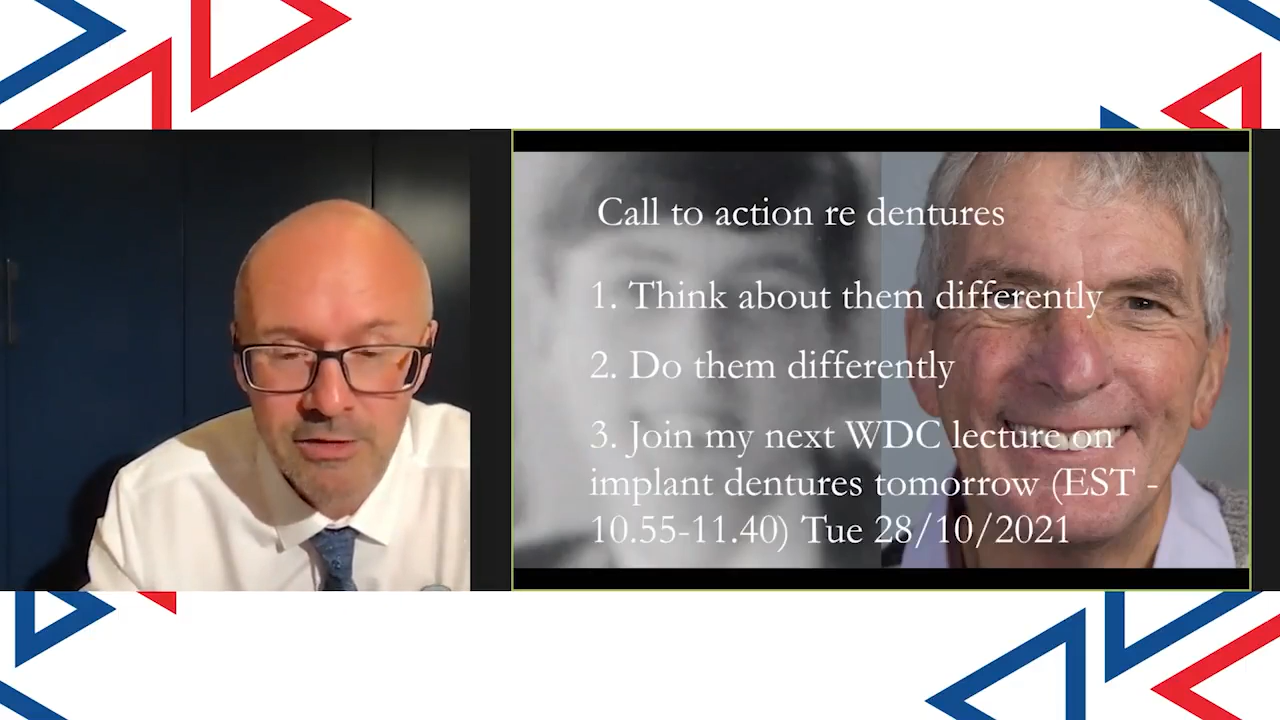 Call to action re dentures
1. Think about them differently
2. Do them differently
3. Join my next WDC lecture on
implant dentures tomorrow (EST -
10.55-11.40) Tue 28/10/2021